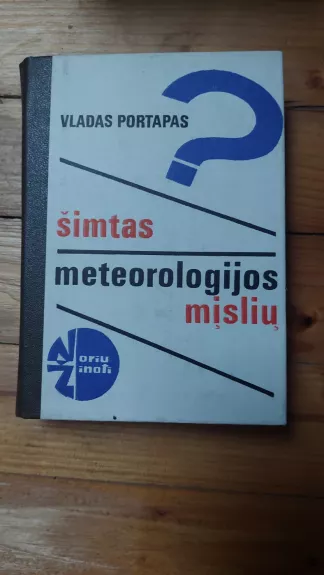 ?
VLADAS PORTAPAS
šimtas
meteorologijos
mįslių
Noriu
Žinoti